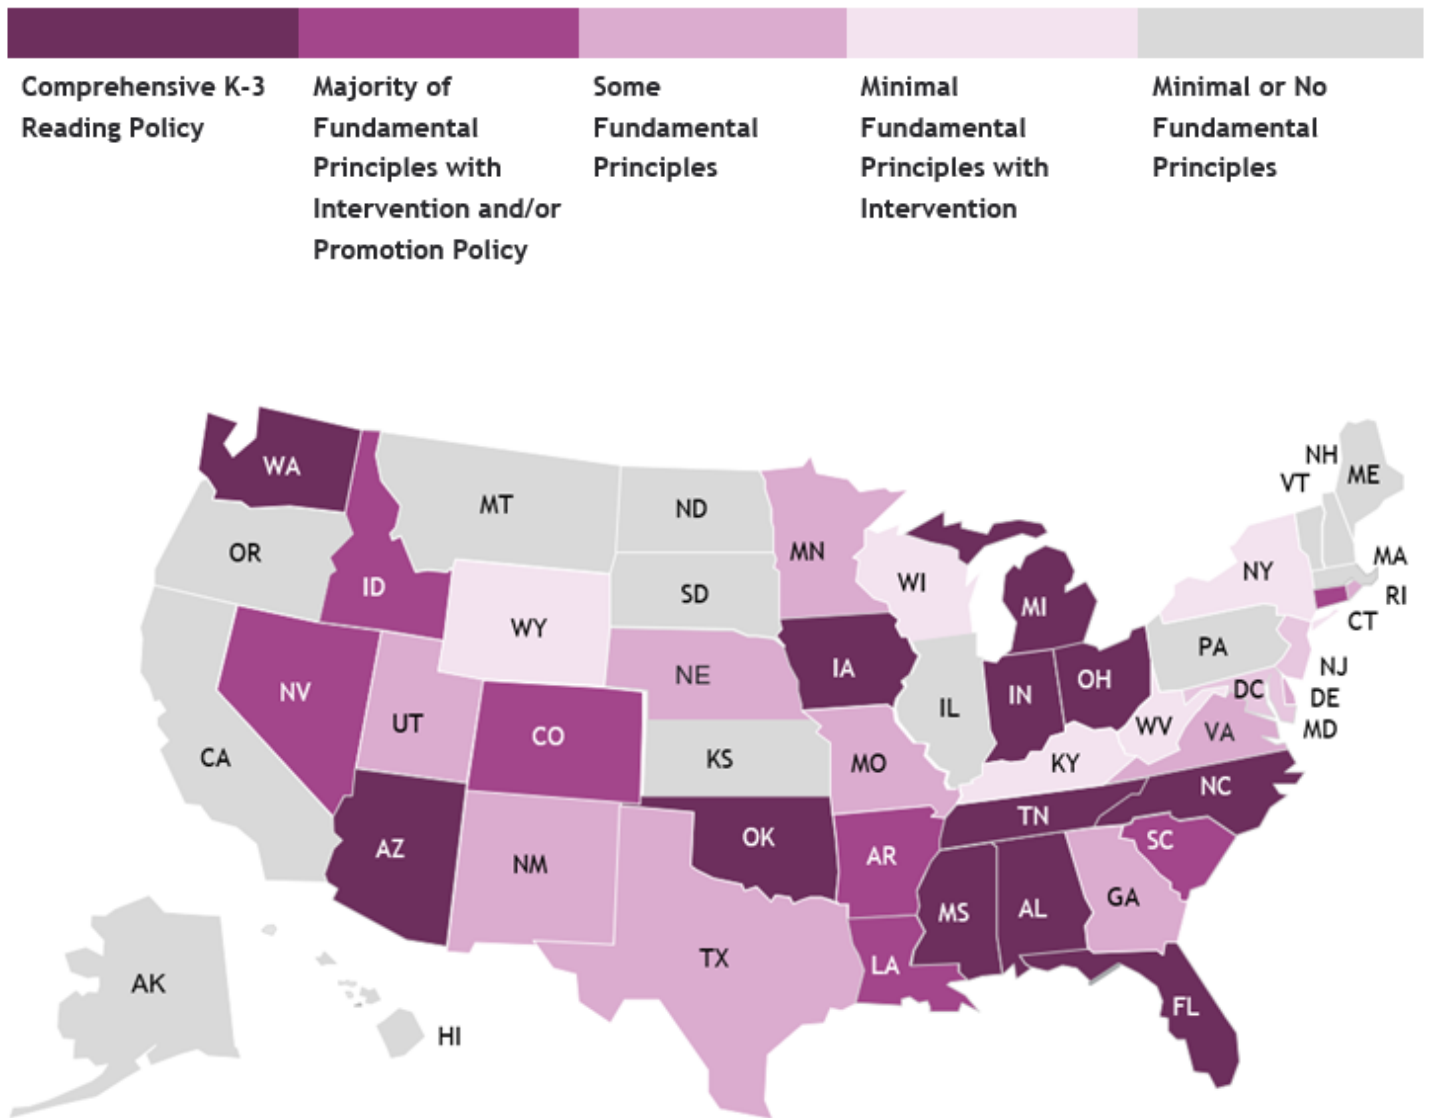 Comprehensive K-3
Reading Policy
Majority of
Fundamental
Principles with
Intervention and/or
Promotion Policy
Some
Fundamental
Principles
Minimal
Fundamental
Principles with
Intervention
Minimal or No
Fundamental
Principles
WA
MT
ND
MN
NH
VT
ME
OR
ID
SD
WI
MI
NY
MA
RI
CT
WY
NV
UT
CO
NE
IA
IL
IN
OH
PA
NJ
DE
DC
MD
CA
KS
MO
KY
WV
VA
AZ
NM
OK
AR
TN
NC
SC
MS
AL
GA
TX
LA
FL
AK
HI